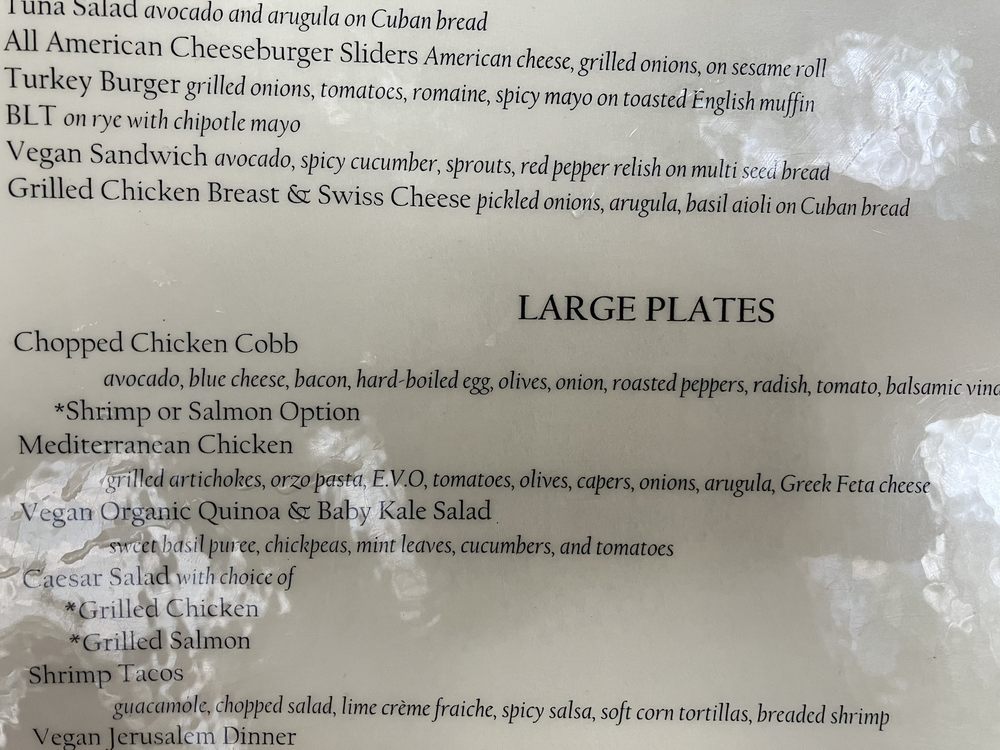 Tuna Salad avocado and arugula on Cuban bread
All American Cheeseburger Sliders American cheese, grilled onions, on sesame roll
Turkey Burger grilled onions, tomatoes, romaine, spicy mayo on toasted English muffin
BLT on rye with chipotle mayo
Vegan Sandwich avocado, spicy cucumber, sprouts, red pepper relish on multi seed bread
Grilled Chicken Breast & Swiss Cheese pickled onions, arugula, basil aioli on Cuban bread
LARGE PLATES
Chopped Chicken Cobb
avocado, blue cheese, bacon, hard-boiled egg, olives, onion, roasted peppers, radish, tomato, balsamic
*Shrimp or Salmon Option
Mediterranean Chicken
grilled artichokes, orzo pasta, E.V.O, tomatoes, olives, capers, onions, arugula, Greek Feta cheese
Vegan Organic Quinoa & Baby Kale Salad
sweet basil puree, chickpeas, mint leaves, cucumbers, and tomatoes
Caesar Salad with choice of
*Grilled Chicken
*Grilled Salmon
Shrimp Tacos
guacamole, chopped salad, lime crème fraiche, spicy salsa, soft corn tortillas, breaded shrimp
Vegan Jerusalem Dinner